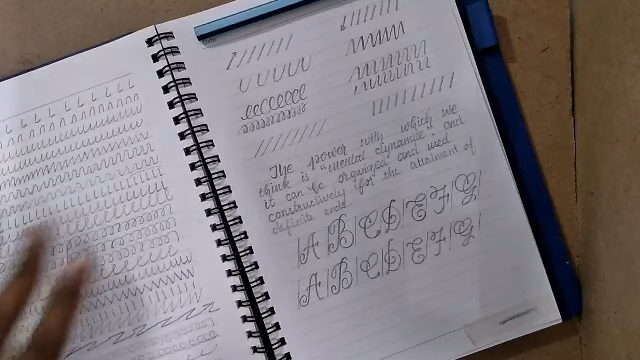 The power with which we
think is "mental dynamite" and
it can be organized and used
constructively for the attainment of
definite ends.
A B C D E F G
A B C D E F G